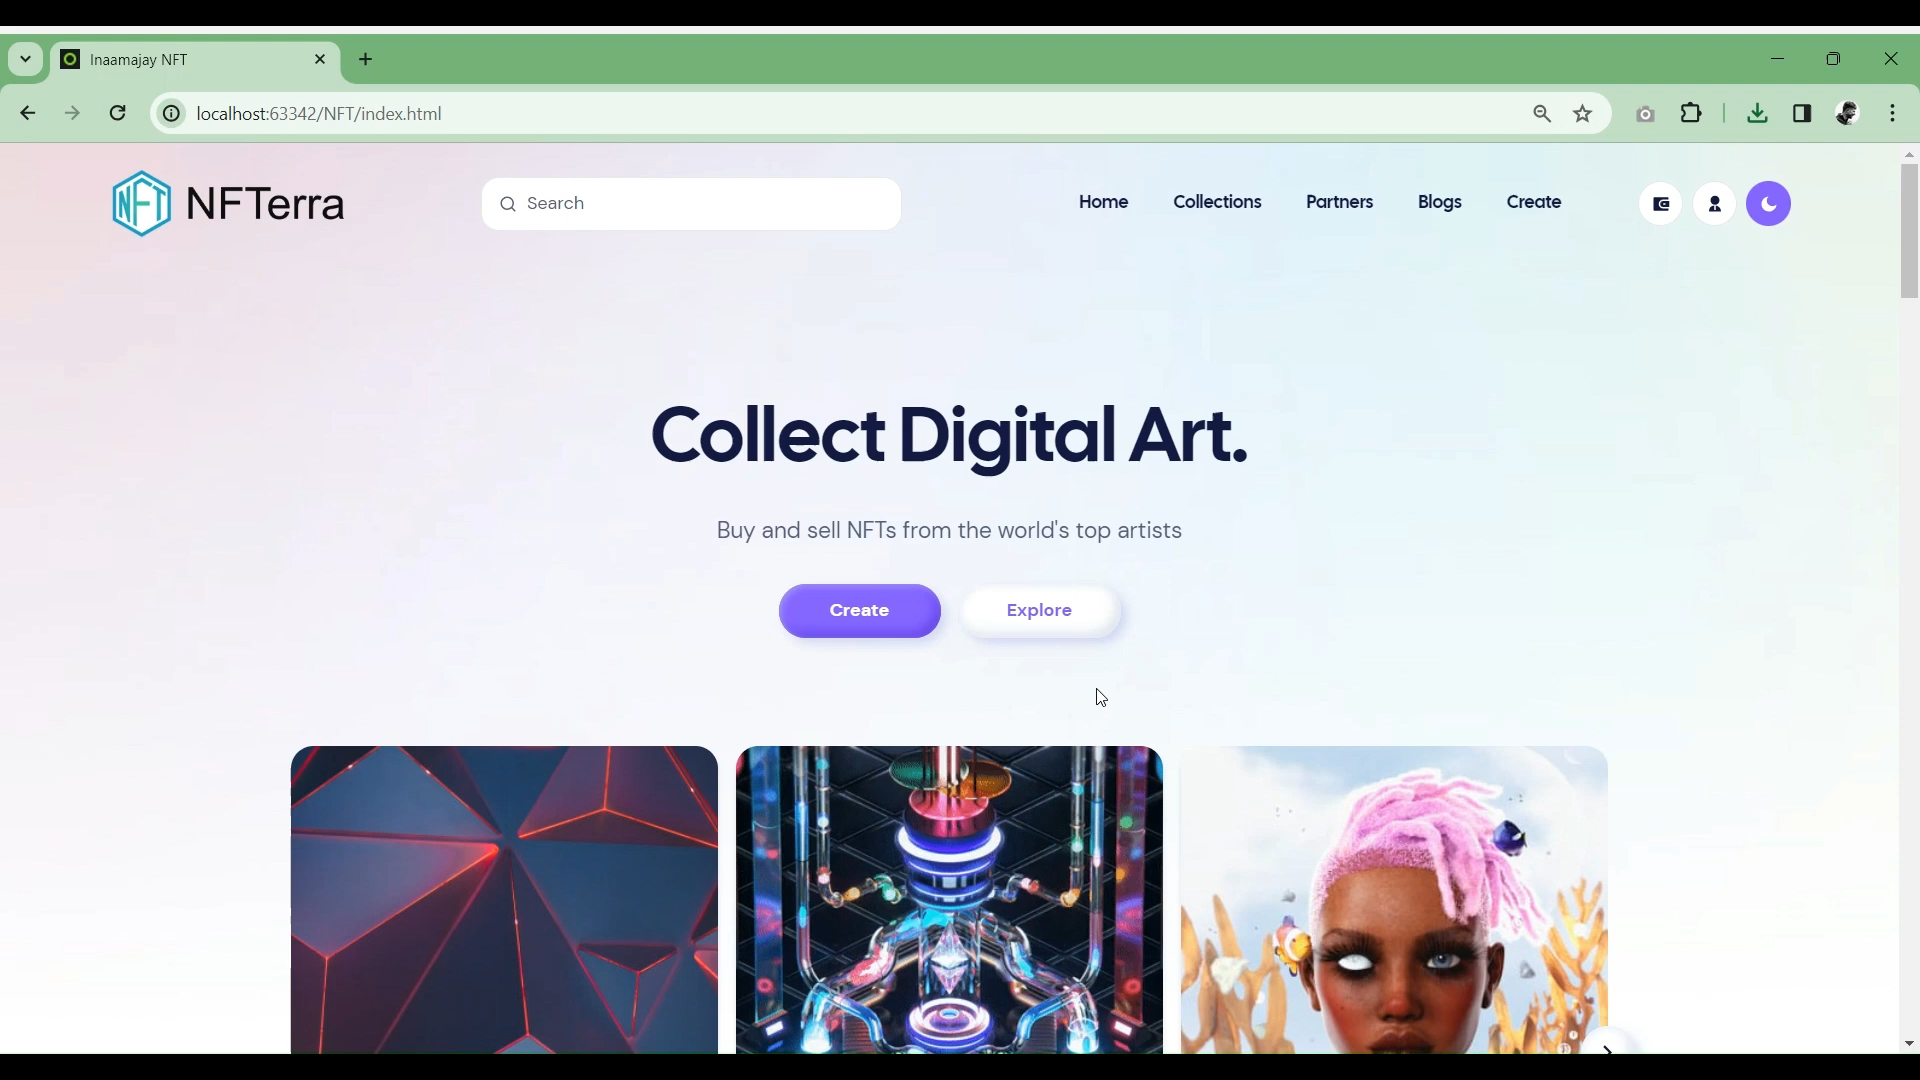 Inaamajay NFT
localhost:63342/NFT/index.html
NFT NFTerra
Search
Home Collections Partners Blogs Create
Collect Digital Art.
Buy and sell NFTs from the world's top artists
Create Explore